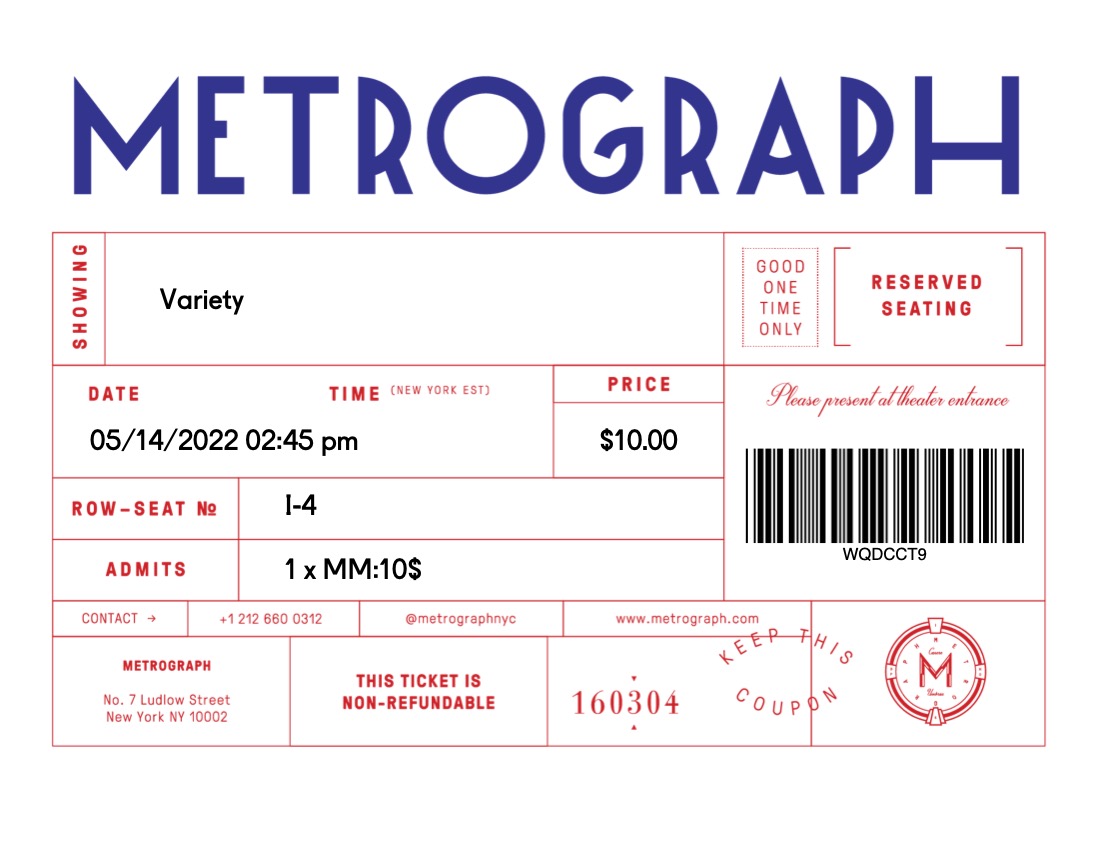 METROGRAPH
SHOWING
Variety
GOOD
ONE
TIME
ONLY
RESERVED
SEATING
DATE
TIME (NEW YORK EST)
PRICE
05/14/2022 02:45 pm
$10.00
Please present at theater entrance
WQDCCT9
ROW–SEAT №
I-4
ADMITS
1 x MM:10$
CONTACT →
+1 212 660 0312
@metrographnyc
www.metrograph.com
METROGRAPH
No. 7 Ludlow Street
New York NY 10002
THIS TICKET IS
NON-REFUNDABLE
160304
KEEP THIS
COUPON
METROGRAPH
M